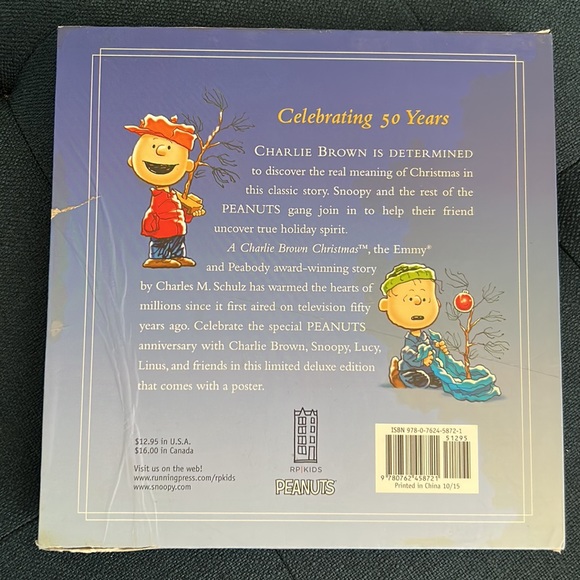 Celebrating 50 Years
CHARLIE BROWN IS DETERMINED
to discover the real meaning of Christmas in
this classic story. Snoopy and the rest of the
PEANUTS gang join in to help their friend
uncover true holiday spirit.
A Charlie Brown Christmas™, the Emmy®
and Peabody award-winning story
by Charles M. Schulz has warmed the hearts of
millions since it first aired on television fifty
years ago. Celebrate the special PEANUTS
anniversary with Charlie Brown, Snoopy, Lucy,
Linus, and friends in this limited deluxe edition
that comes with a poster.
$12.95 in U.S.A.
$16.00 in Canada
Visit us on the web!
www.runningpress.com/rpkids
www.snoopy.com
RP|KIDS
PEANUTS
ISBN 978-0-7624-5872-1
51295
9 780762 458721
Printed in China 10/15